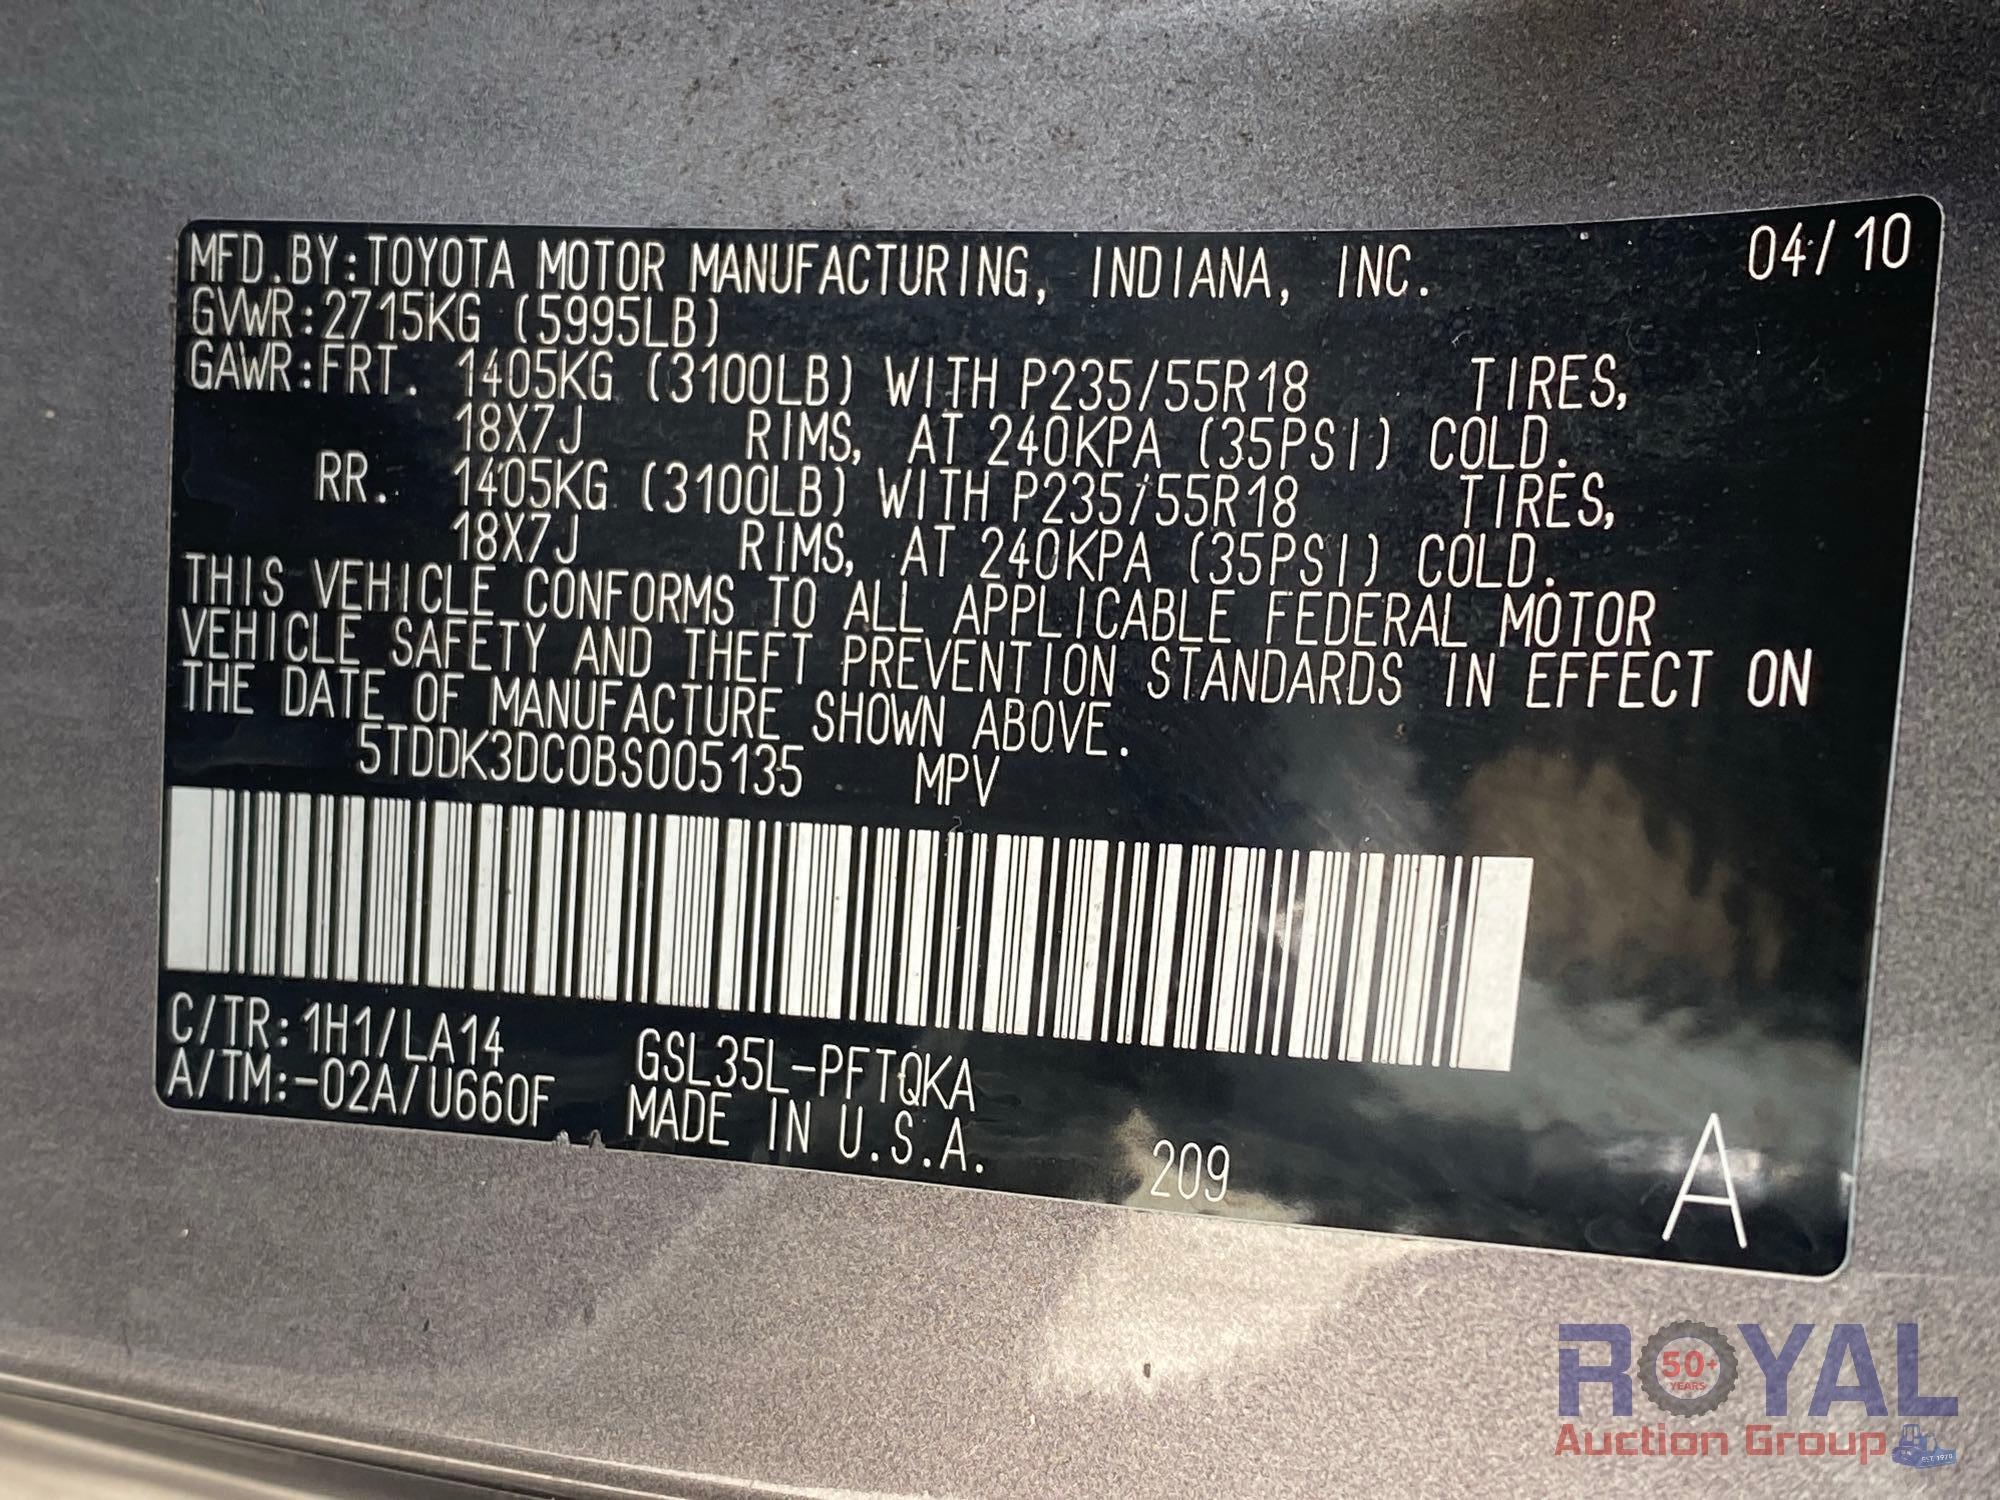 MFD.BY:TOYOTA MOTOR MANUFACTURING, INDIANA, INC. 04/10
GVWR:2715KG (5995LB)
GAWR:FRT. 1405KG (3100LB) WITH P235/55R18 TIRES,
18X7J RIMS, AT 240KPA (35PSI) COLD.
RR. 1405KG (3100LB) WITH P235/55R18 TIRES,
18X7J RIMS, AT 240KPA (35PSI) COLD.
THIS VEHICLE CONFORMS TO ALL APPLICABLE FEDERAL MOTOR
VEHICLE SAFETY AND THEFT PREVENTION STANDARDS IN EFFECT ON
THE DATE OF MANUFACTURE SHOWN ABOVE.
5TDDK3DC0BS005135 MPV
C/TR:1H1/LA14 GSL35L-PFTQKA
A/TM:-02A/U660F MADE IN U.S.A. 209 A
ROYAL
50+
YEARS
Auction Group
EST. 1970